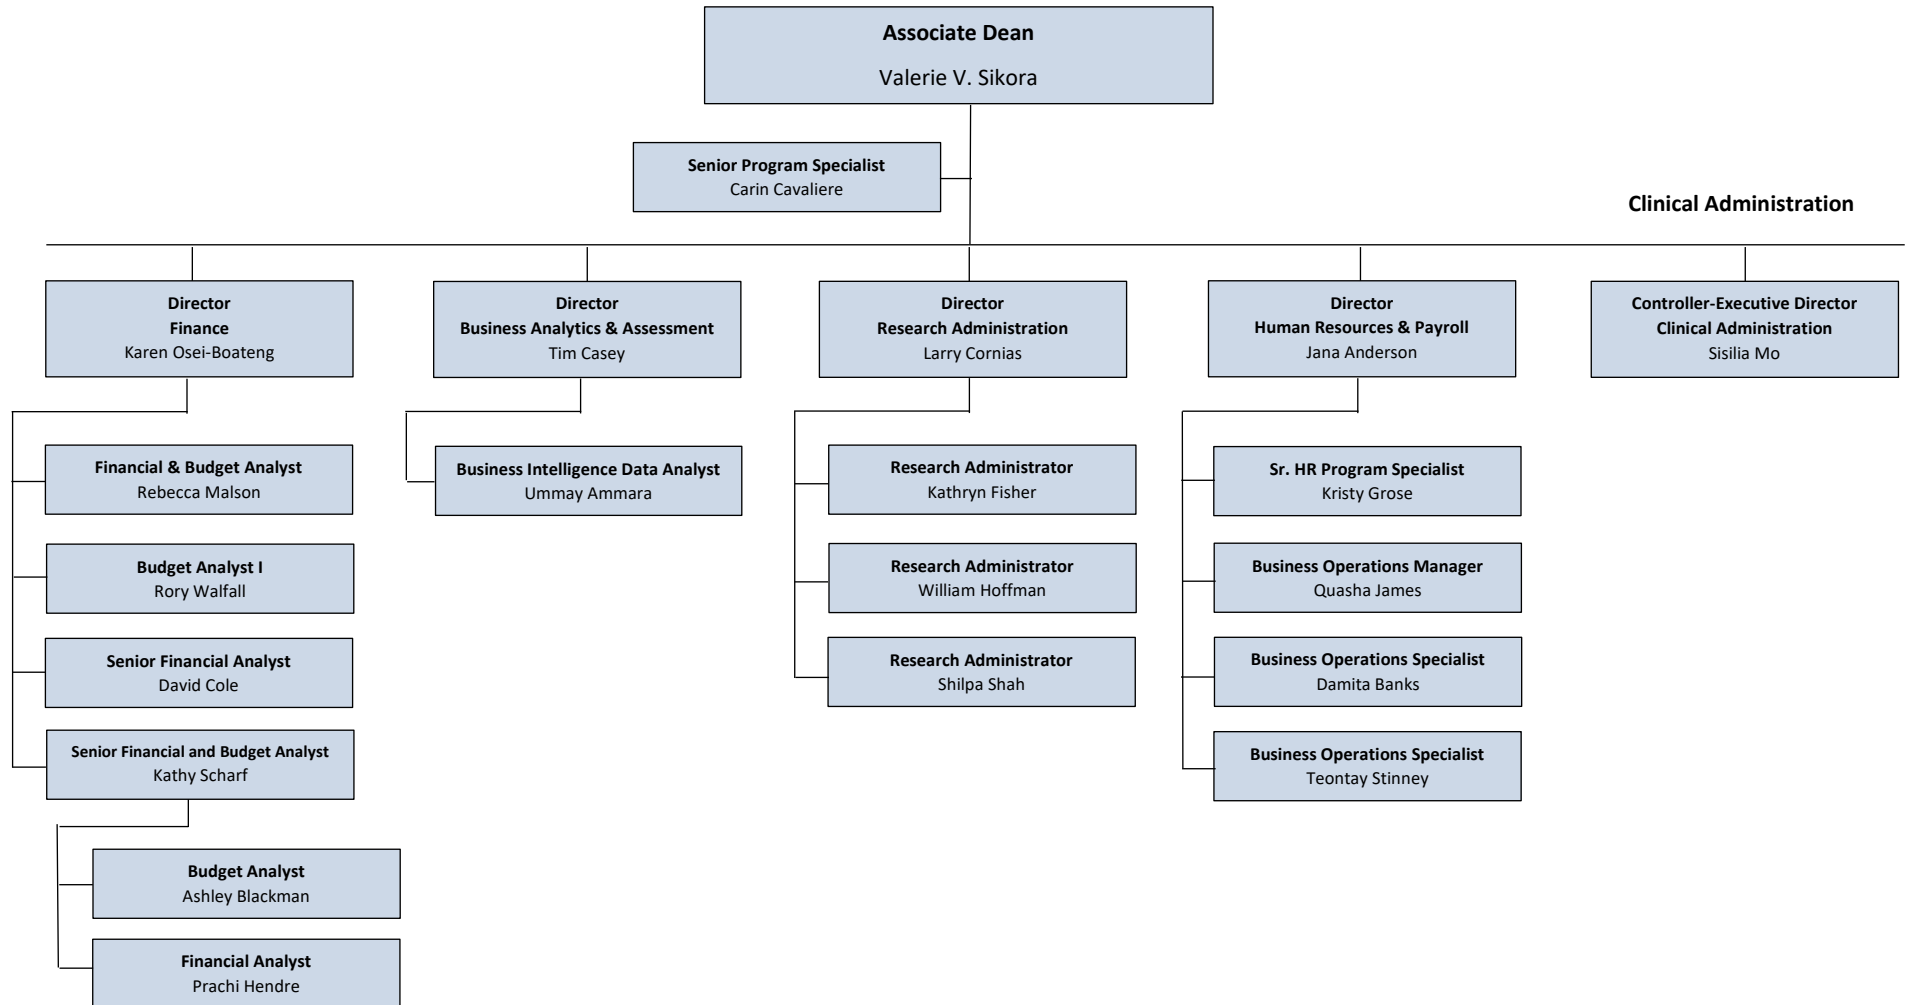 Associate Dean
Valerie V. Sikora
Senior Program Specialist
Carin Cavaliere
Clinical Administration
Director
Finance
Karen Osei-Boateng
Director
Business Analytics & Assessment
Tim Casey
Director
Research Administration
Larry Cornias
Director
Human Resources & Payroll
Jana Anderson
Controller-Executive Director
Clinical Administration
Sisilia Mo
Financial & Budget Analyst
Rebecca Malson
Budget Analyst I
Rory Walfall
Senior Financial Analyst
David Cole
Senior Financial and Budget Analyst
Kathy Scharf
Budget Analyst
Ashley Blackman
Financial Analyst
Prachi Hendre
Business Intelligence Data Analyst
Ummay Ammara
Research Administrator
Kathryn Fisher
Research Administrator
William Hoffman
Research Administrator
Shilpa Shah
Sr. HR Program Specialist
Kristy Grose
Business Operations Manager
Quasha James
Business Operations Specialist
Damita Banks
Business Operations Specialist
Teontay Stinney